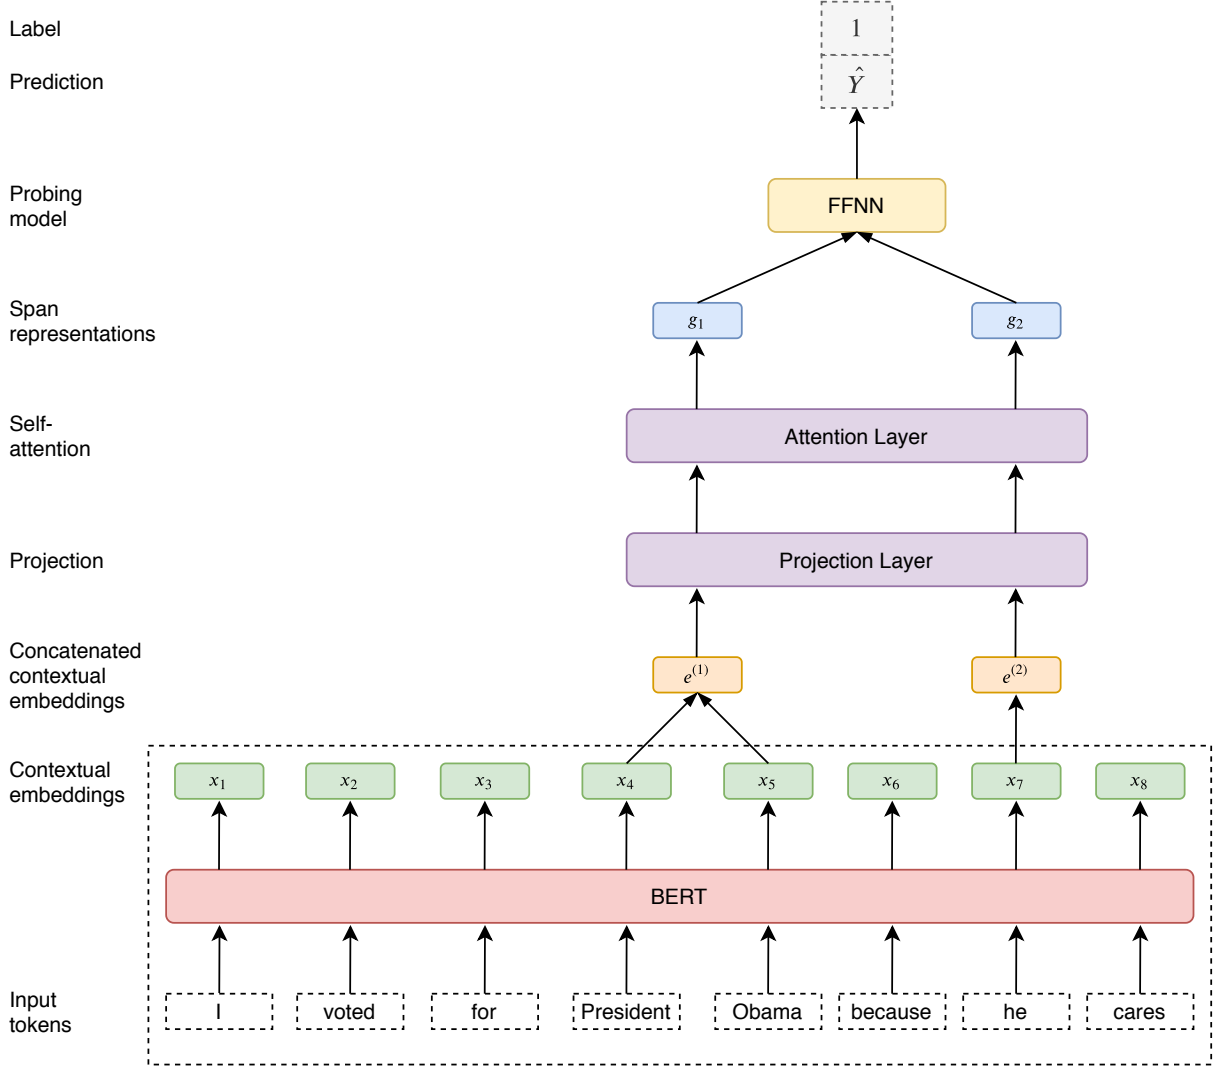 Label
1
Prediction
Ŷ
Probing
model
FFNN
Span
representations
g₁
g₂
Self-
attention
Attention Layer
Projection
Projection Layer
Concatenated
contextual
embeddings
e⁽¹⁾
e⁽²⁾
Contextual
embeddings
x₁
x₂
x₃
x₄
x₅
x₆
x₇
x₈
BERT
Input
tokens
I
voted
for
President
Obama
because
he
cares